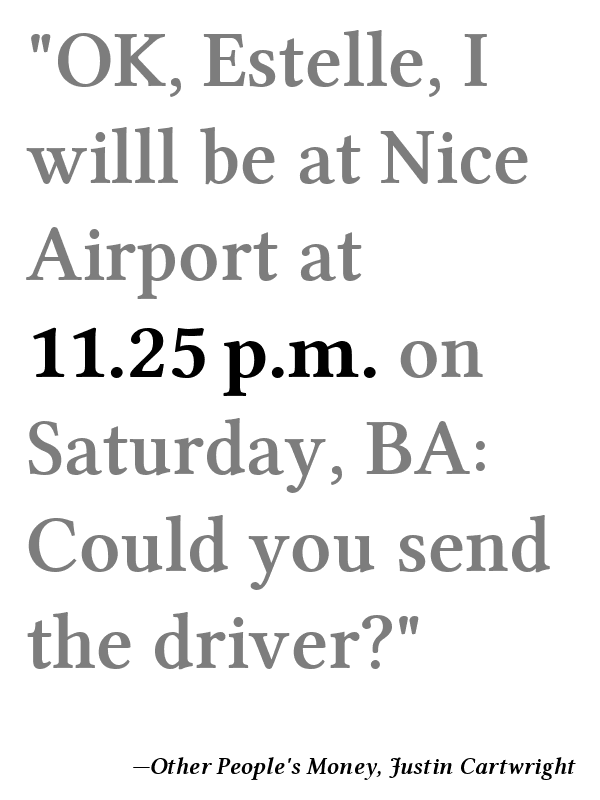 "OK, Estelle, I
willl be at Nice
Airport at
11.25 p.m. on
Saturday, BA:
Could you send
the driver?"
—Other People's Money, Justin Cartwright